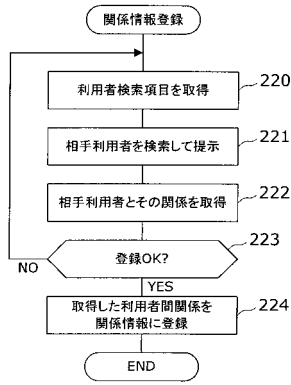 関係情報登録
利用者検索項目を取得
220
相手利用者を検索して提示
221
相手利用者とその関係を取得
222
登録OK?
223
NO
YES
取得した利用者間関係を
関係情報に登録
224
END